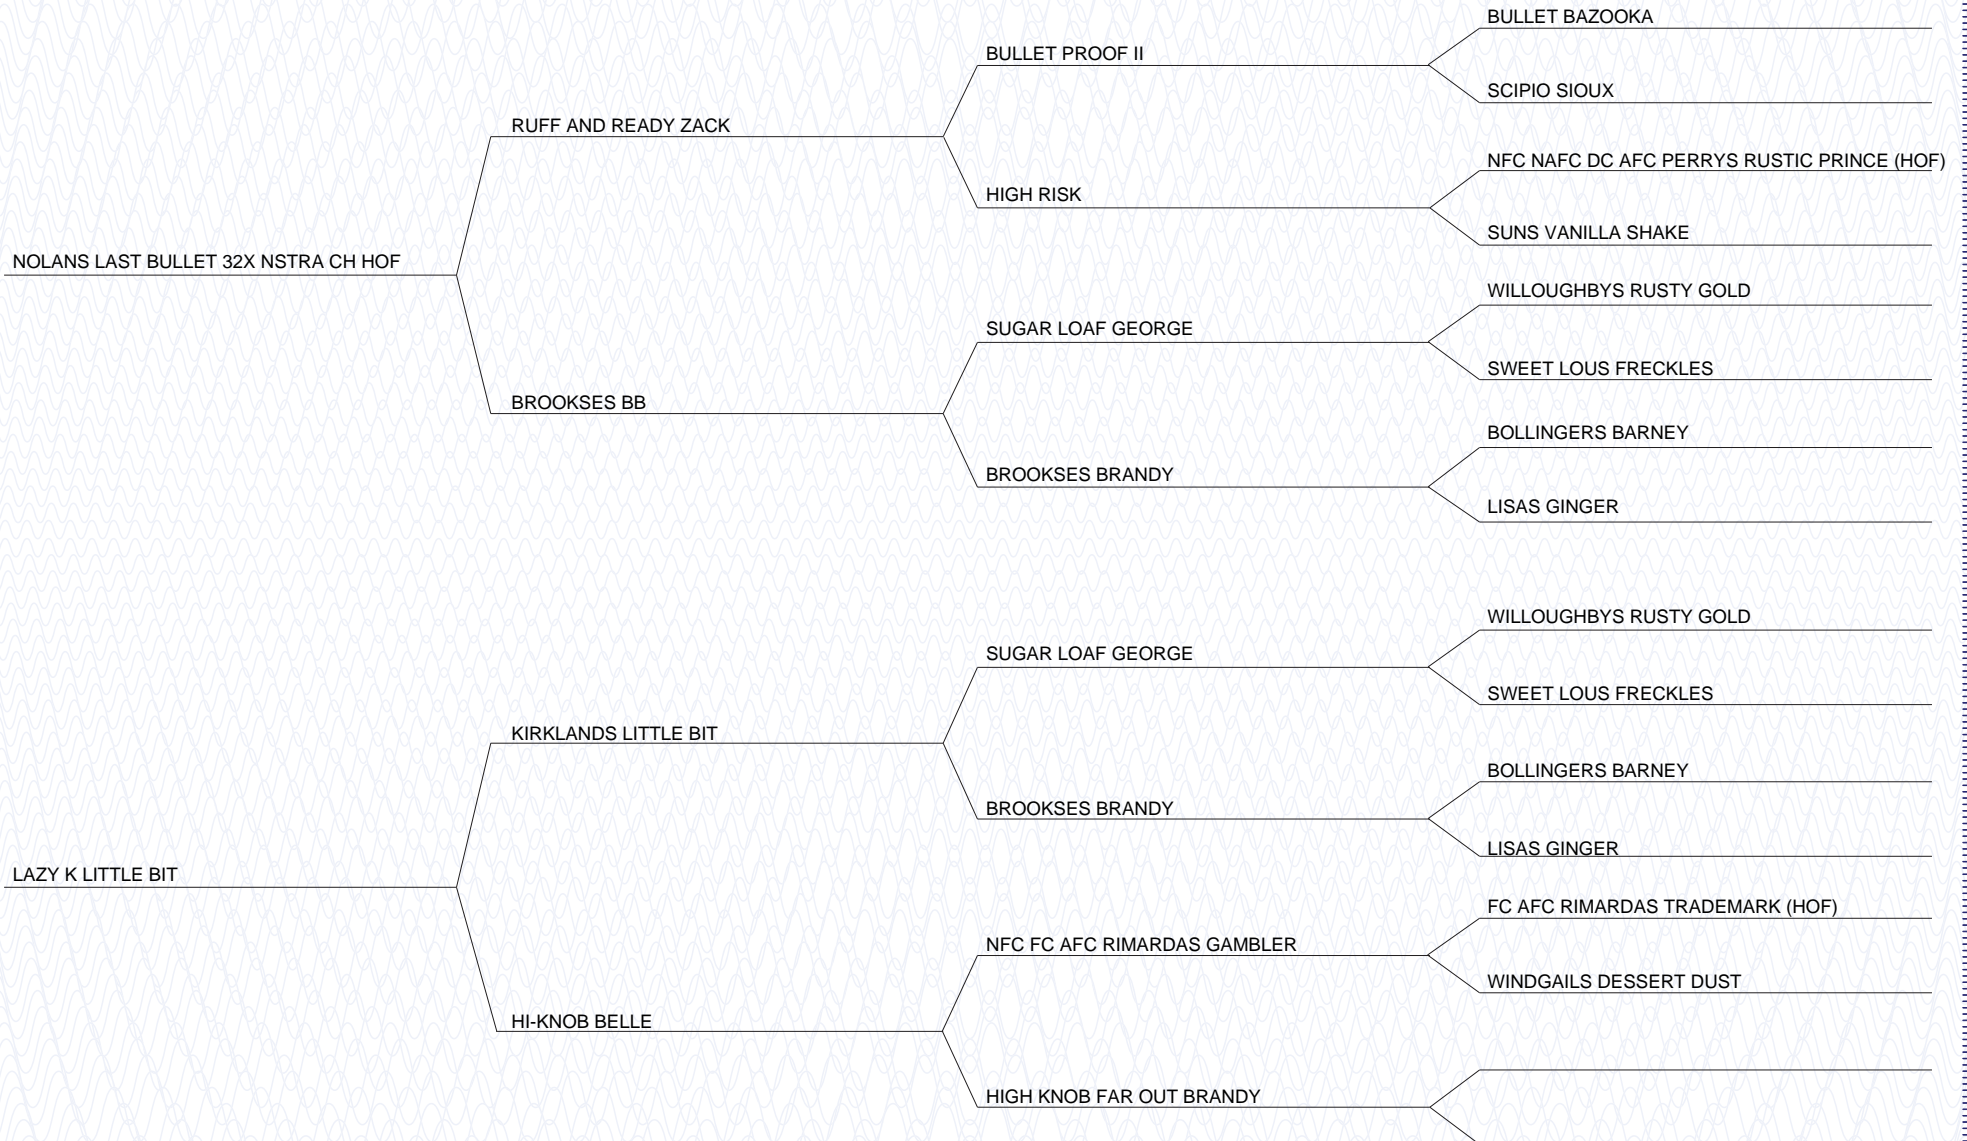 BULLET BAZOOKA
BULLET PROOF II
SCIPIO SIOUX
RUFF AND READY ZACK
NFC NAFC DC AFC PERRYS RUSTIC PRINCE (HOF)
HIGH RISK
SUNS VANILLA SHAKE
NOLANS LAST BULLET 32X NSTRA CH HOF
WILLOUGHBYS RUSTY GOLD
SUGAR LOAF GEORGE
SWEET LOUS FRECKLES
BROOKSES BB
BOLLINGERS BARNEY
BROOKSES BRANDY
LISAS GINGER
WILLOUGHBYS RUSTY GOLD
SUGAR LOAF GEORGE
SWEET LOUS FRECKLES
KIRKLANDS LITTLE BIT
BOLLINGERS BARNEY
BROOKSES BRANDY
LISAS GINGER
LAZY K LITTLE BIT
FC AFC RIMARDAS TRADEMARK (HOF)
NFC FC AFC RIMARDAS GAMBLER
WINDGAILS DESSERT DUST
HI-KNOB BELLE
HIGH KNOB FAR OUT BRANDY